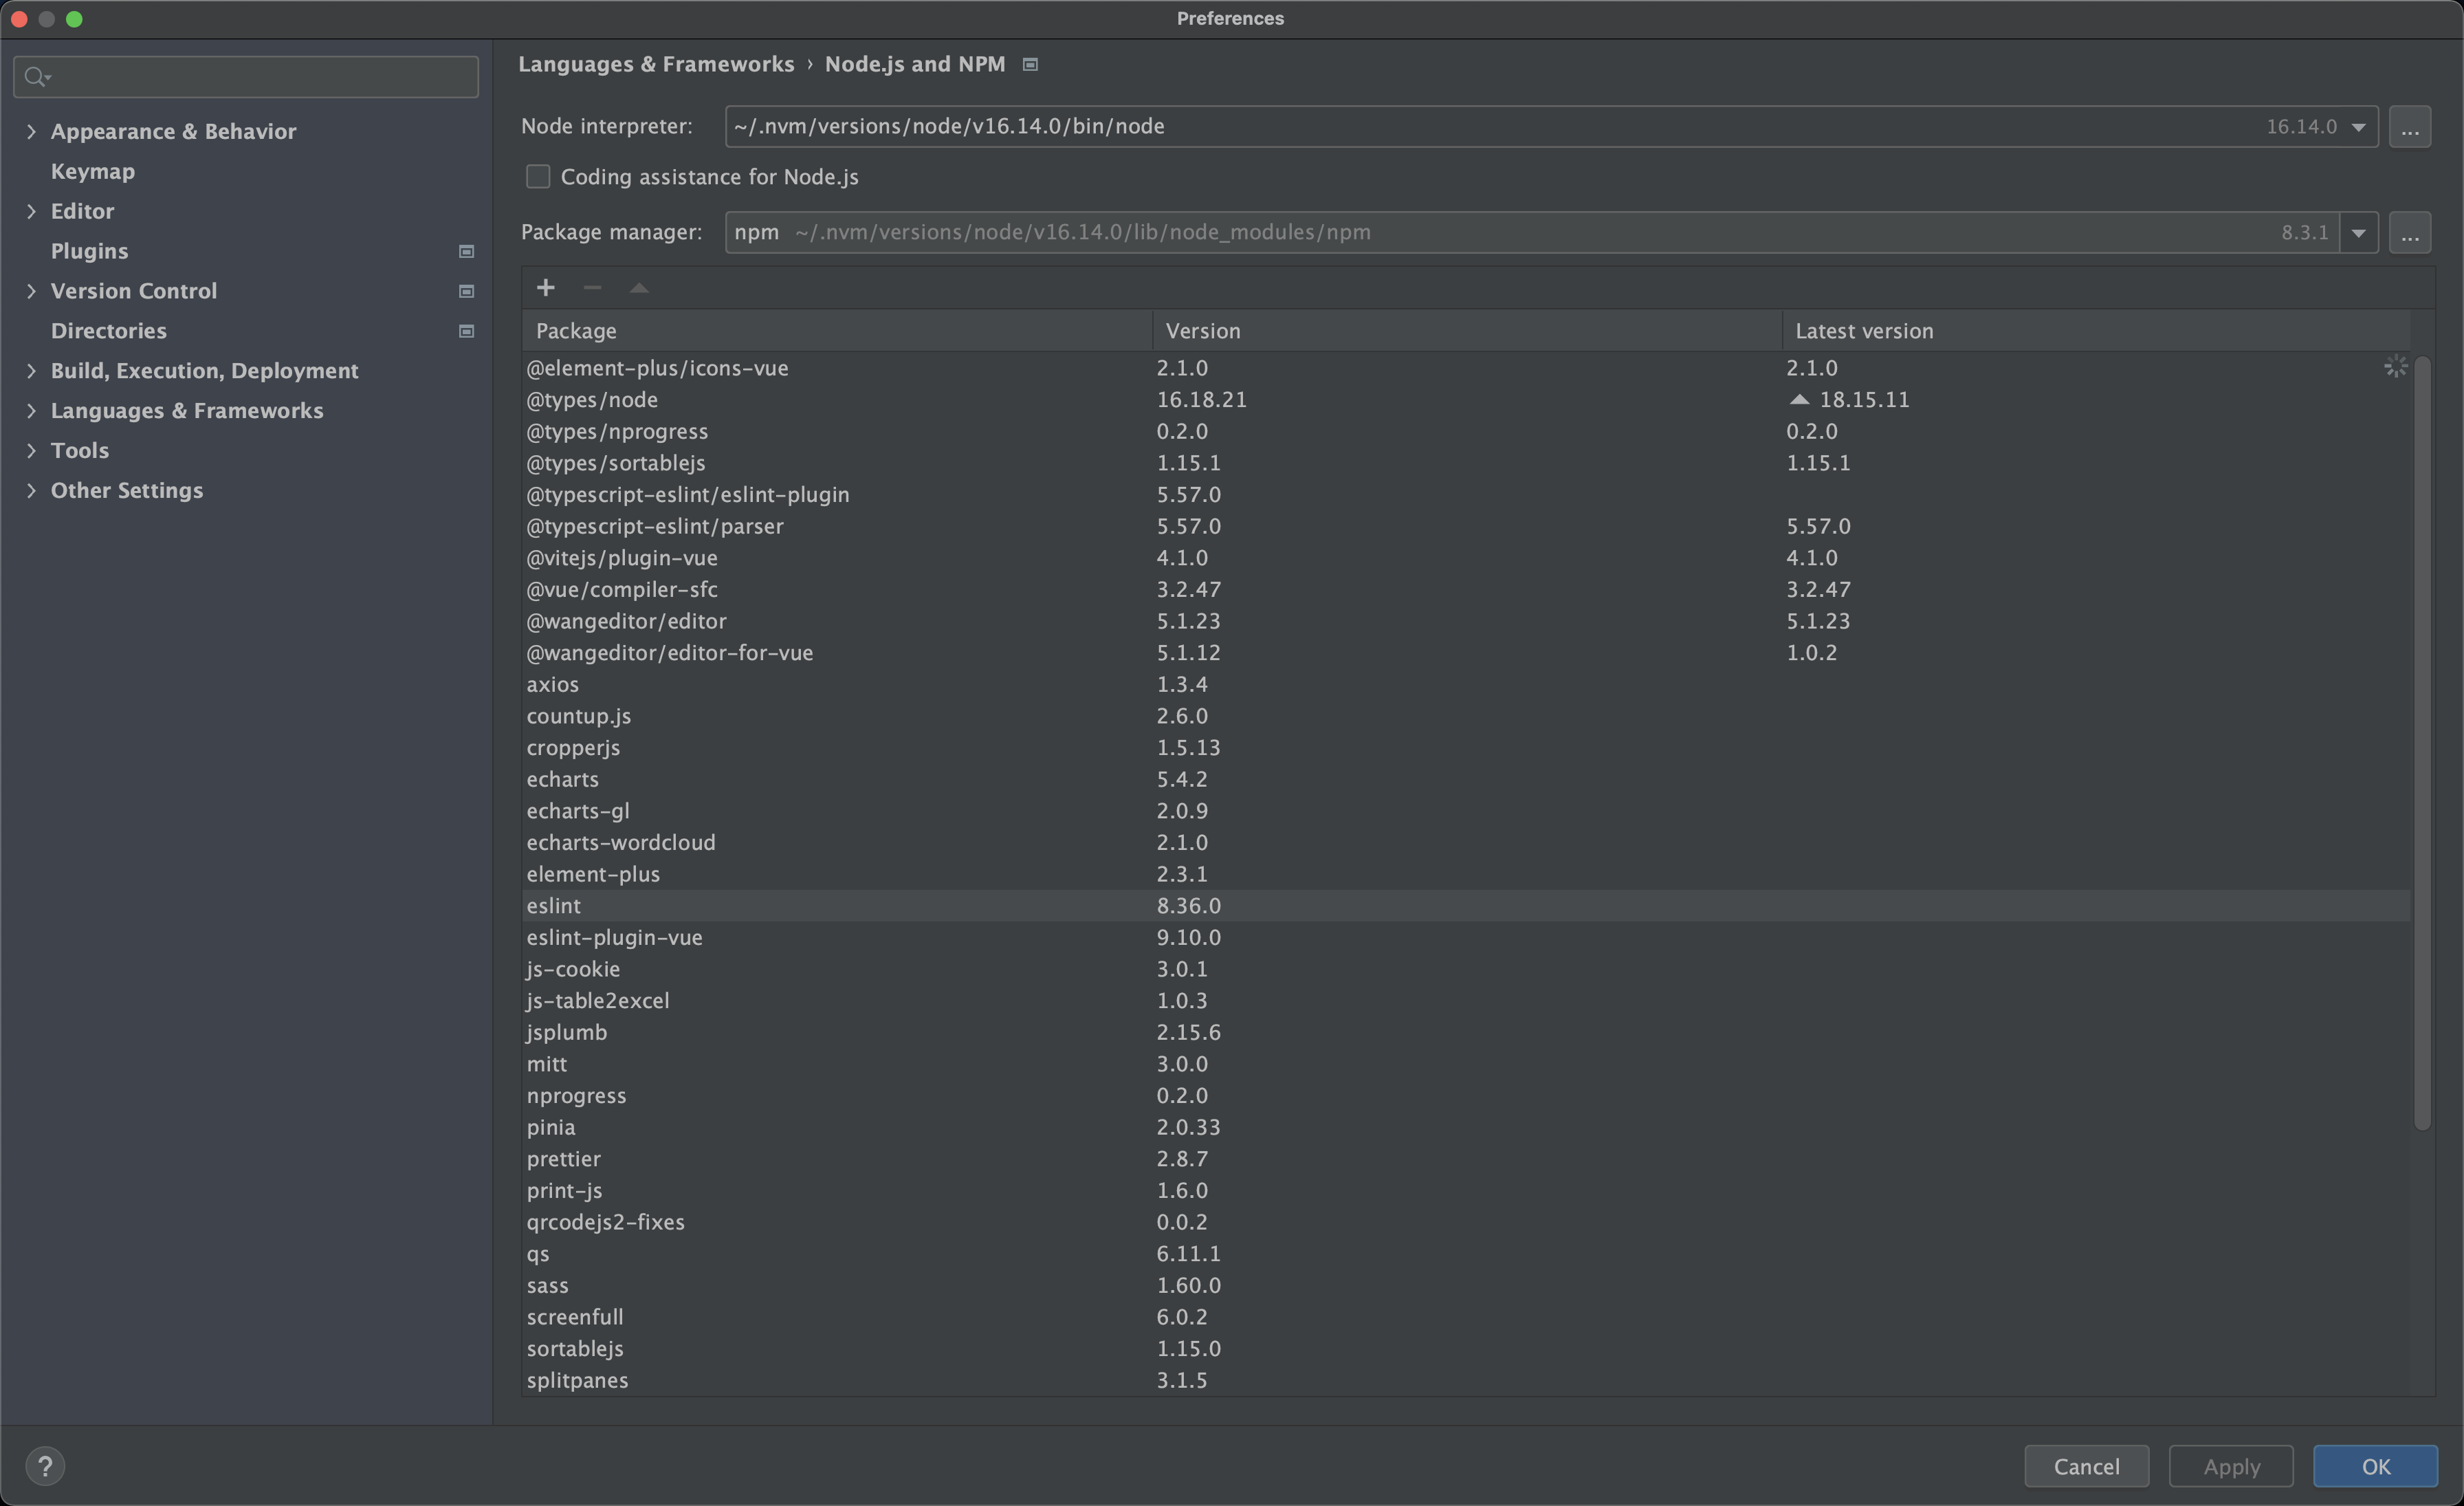 Preferences
Appearance & Behavior
Keymap
Editor
Plugins
Version Control
Directories
Build, Execution, Deployment
Languages & Frameworks
Tools
Other Settings
Languages & Frameworks › Node.js and NPM
Node interpreter: ~/.nvm/versions/node/v16.14.0/bin/node 16.14.0 ...
Coding assistance for Node.js
Package manager: npm ~/.nvm/versions/node/v16.14.0/lib/node_modules/npm 8.3.1 ...
Package Version Latest version
@element-plus/icons-vue 2.1.0 2.1.0
@types/node 16.18.21 18.15.11
@types/nprogress 0.2.0 0.2.0
@types/sortablejs 1.15.1 1.15.1
@typescript-eslint/eslint-plugin 5.57.0
@typescript-eslint/parser 5.57.0 5.57.0
@vitejs/plugin-vue 4.1.0 4.1.0
@vue/compiler-sfc 3.2.47 3.2.47
@wangeditor/editor 5.1.23 5.1.23
@wangeditor/editor-for-vue 5.1.12 1.0.2
axios 1.3.4
countup.js 2.6.0
cropperjs 1.5.13
echarts 5.4.2
echarts-gl 2.0.9
echarts-wordcloud 2.1.0
element-plus 2.3.1
eslint 8.36.0
eslint-plugin-vue 9.10.0
js-cookie 3.0.1
js-table2excel 1.0.3
jsplumb 2.15.6
mitt 3.0.0
nprogress 0.2.0
pinia 2.0.33
prettier 2.8.7
print-js 1.6.0
qrcodejs2-fixes 0.0.2
qs 6.11.1
sass 1.60.0
screenfull 6.0.2
sortablejs 1.15.0
splitpanes 3.1.5
? Cancel Apply OK